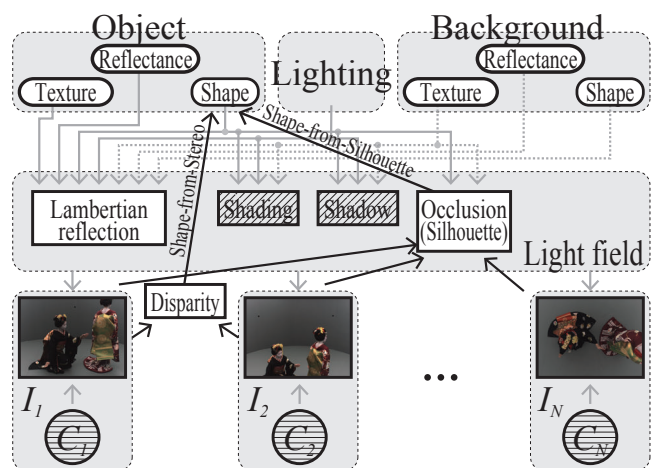 Object
Background
Reflectance
Lighting
Reflectance
Texture
Shape
Texture
Shape
Shape-from-Stereo
Shape-from-Silhouette
Lambertian
reflection
Shading
Shadow
Occlusion
(Silhouette)
Light field
Disparity
...
I1
I2
IN
C1
C2
CN